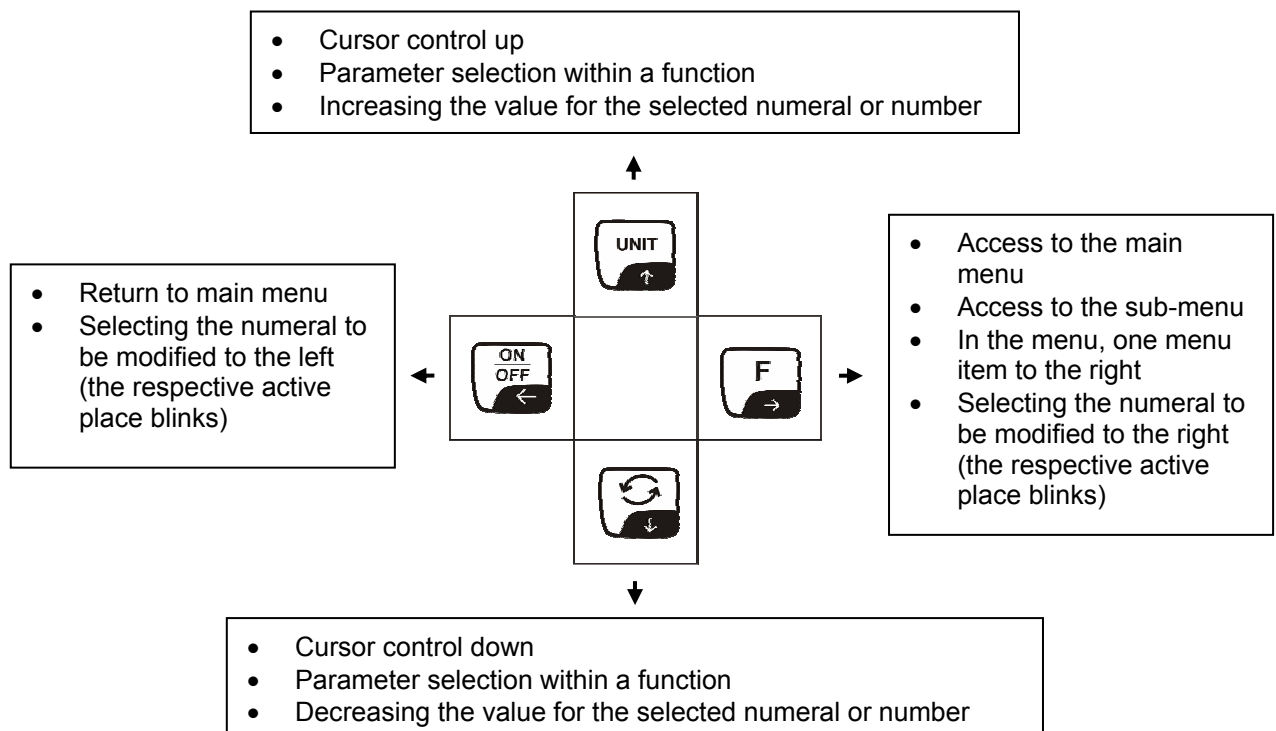 • Cursor control up
• Parameter selection within a function
• Increasing the value for the selected numeral or number
UNIT
↑
• Return to main menu
• Selecting the numeral to
be modified to the left
(the respective active
place blinks)
ON
OFF
←
F
→
• Access to the main
menu
• Access to the sub-menu
• In the menu, one menu
item to the right
• Selecting the numeral to
be modified to the right
(the respective active
place blinks)
↓
• Cursor control down
• Parameter selection within a function
• Decreasing the value for the selected numeral or number